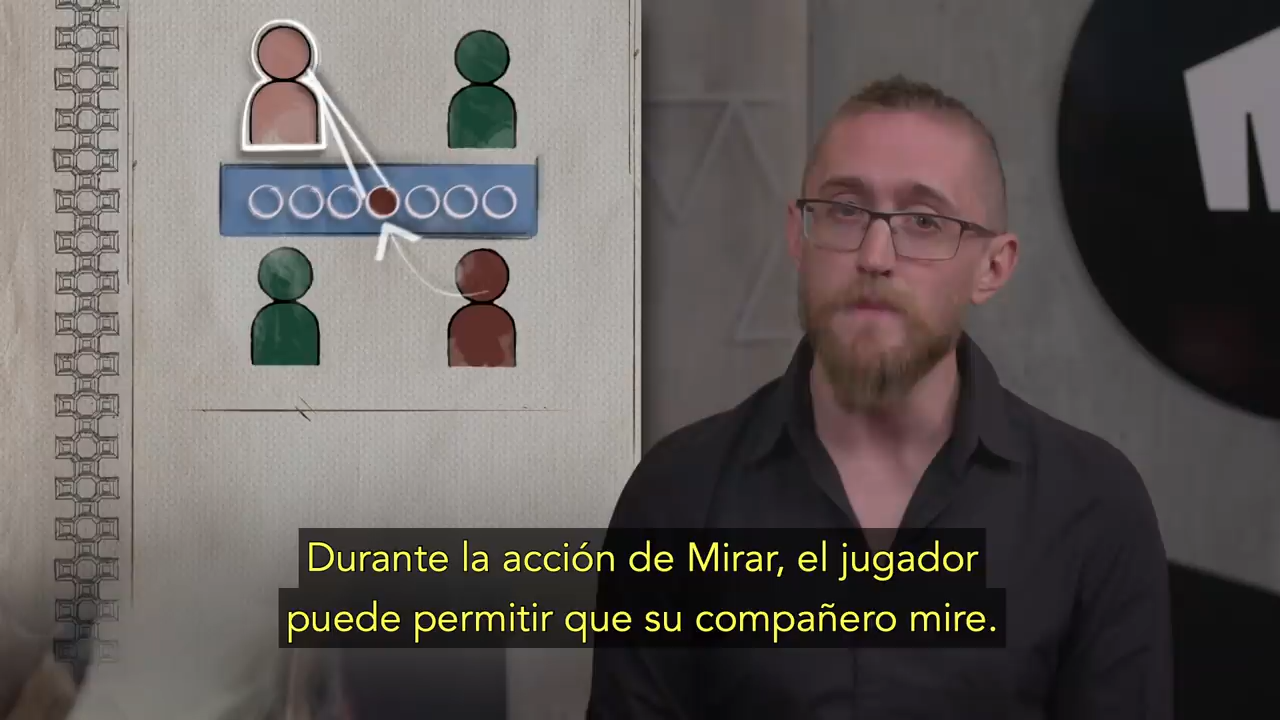 Durante la acción de Mirar, el jugador
puede permitir que su compañero mire.